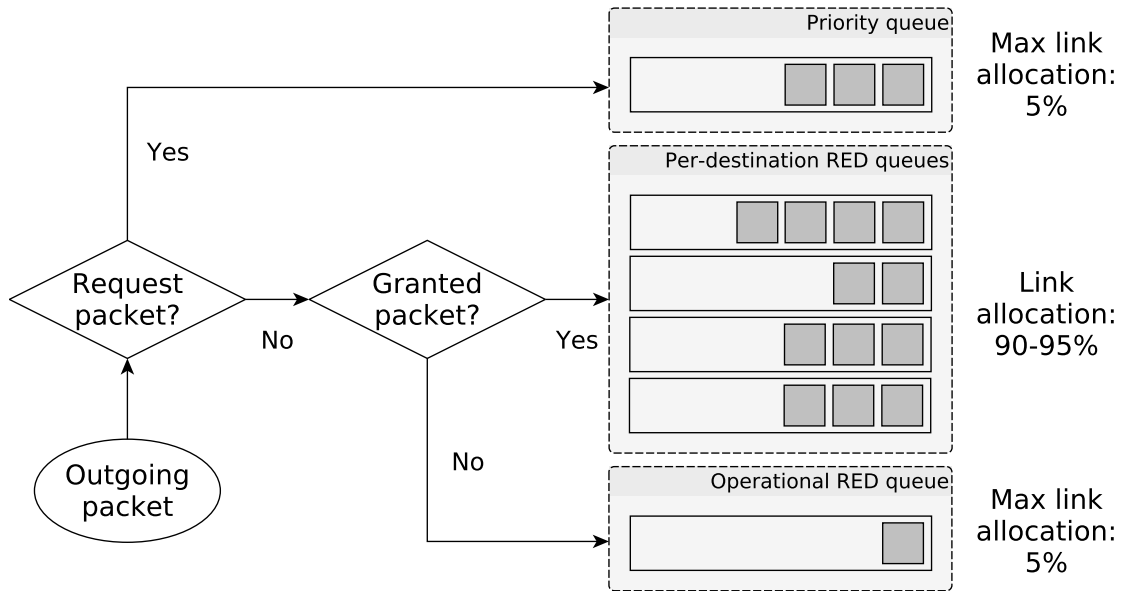 Priority queue
Max link
allocation:
5%
Yes
Per-destination RED queues
Request
packet?
No
Granted
packet?
Yes
Link
allocation:
90-95%
Outgoing
packet
No
Operational RED queue
Max link
allocation:
5%